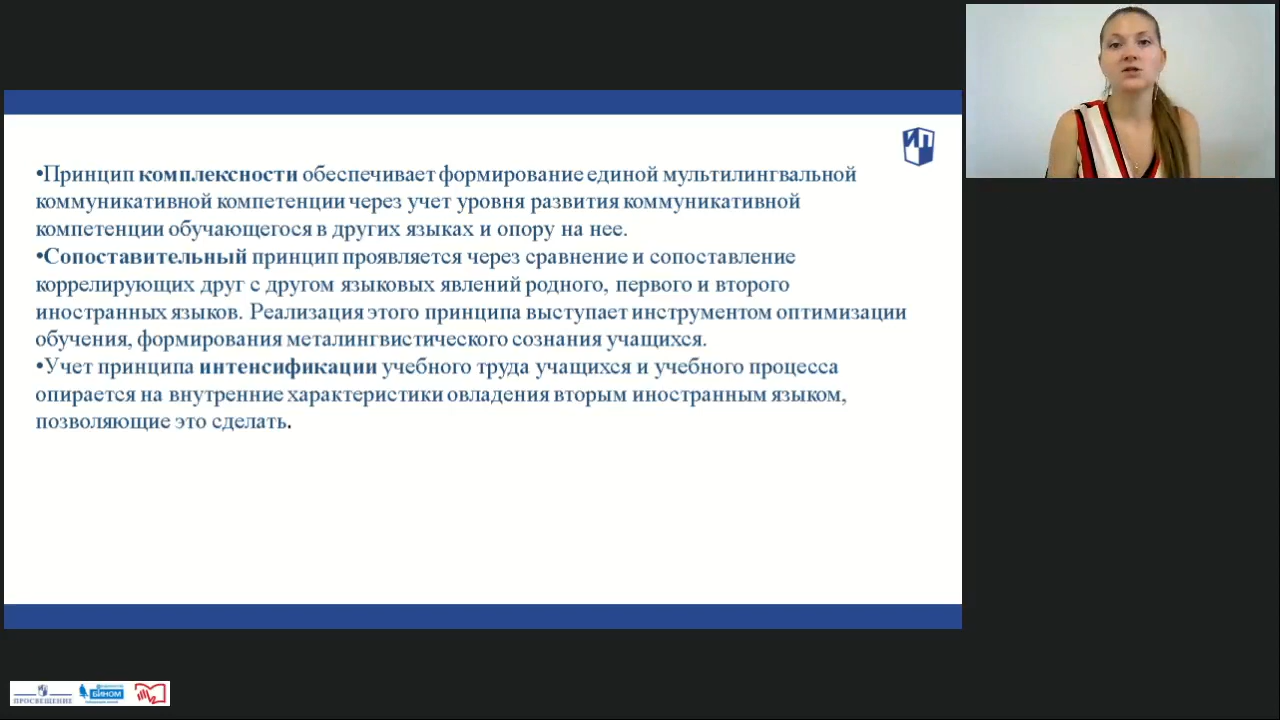 •Принцип комплексности обеспечивает формирование единой мультилингвальной
коммуникативной компетенции через учет уровня развития коммуникативной
компетенции обучающегося в других языках и опору на нее.
•Сопоставительный принцип проявляется через сравнение и сопоставление
коррелирующих друг с другом языковых явлений родного, первого и второго
иностранных языков. Реализация этого принципа выступает инструментом оптимизации
обучения, формирования металингвистического сознания учащихся.
•Учет принципа интенсификации учебного труда учащихся и учебного процесса
опирается на внутренние характеристики овладения вторым иностранным языком,
позволяющие это сделать.
ИП
ПРОСВЕЩЕНИЕ
БИНОМ